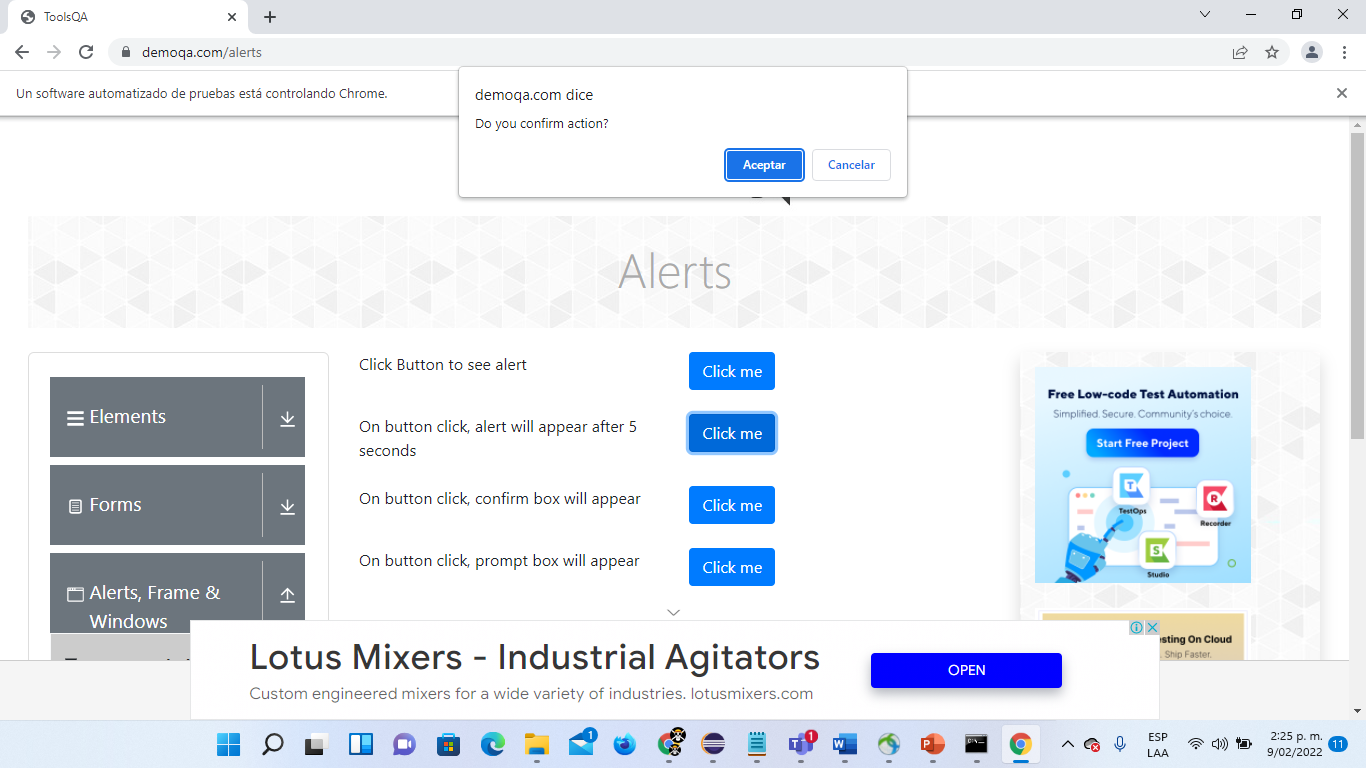 ToolsQA
demoqa.com/alerts
Un software automatizado de pruebas está controlando Chrome.
demoqa.com dice
Do you confirm action?
Aceptar
Cancelar
Alerts
Elements
Forms
Alerts, Frame &
Windows
Click Button to see alert
Click me
On button click, alert will appear after 5
seconds
Click me
On button click, confirm box will appear
Click me
On button click, prompt box will appear
Click me
Free Low-code Test Automation
Simplified. Secure. Community's choice.
Start Free Project
TestOps
Recorder
Studio
sting On Cloud
. Ship Faster.
Lotus Mixers - Industrial Agitators
Custom engineered mixers for a wide variety of industries. lotusmixers.com
OPEN
1
1
ESP
LAA
2:25 p. m.
9/02/2022
11